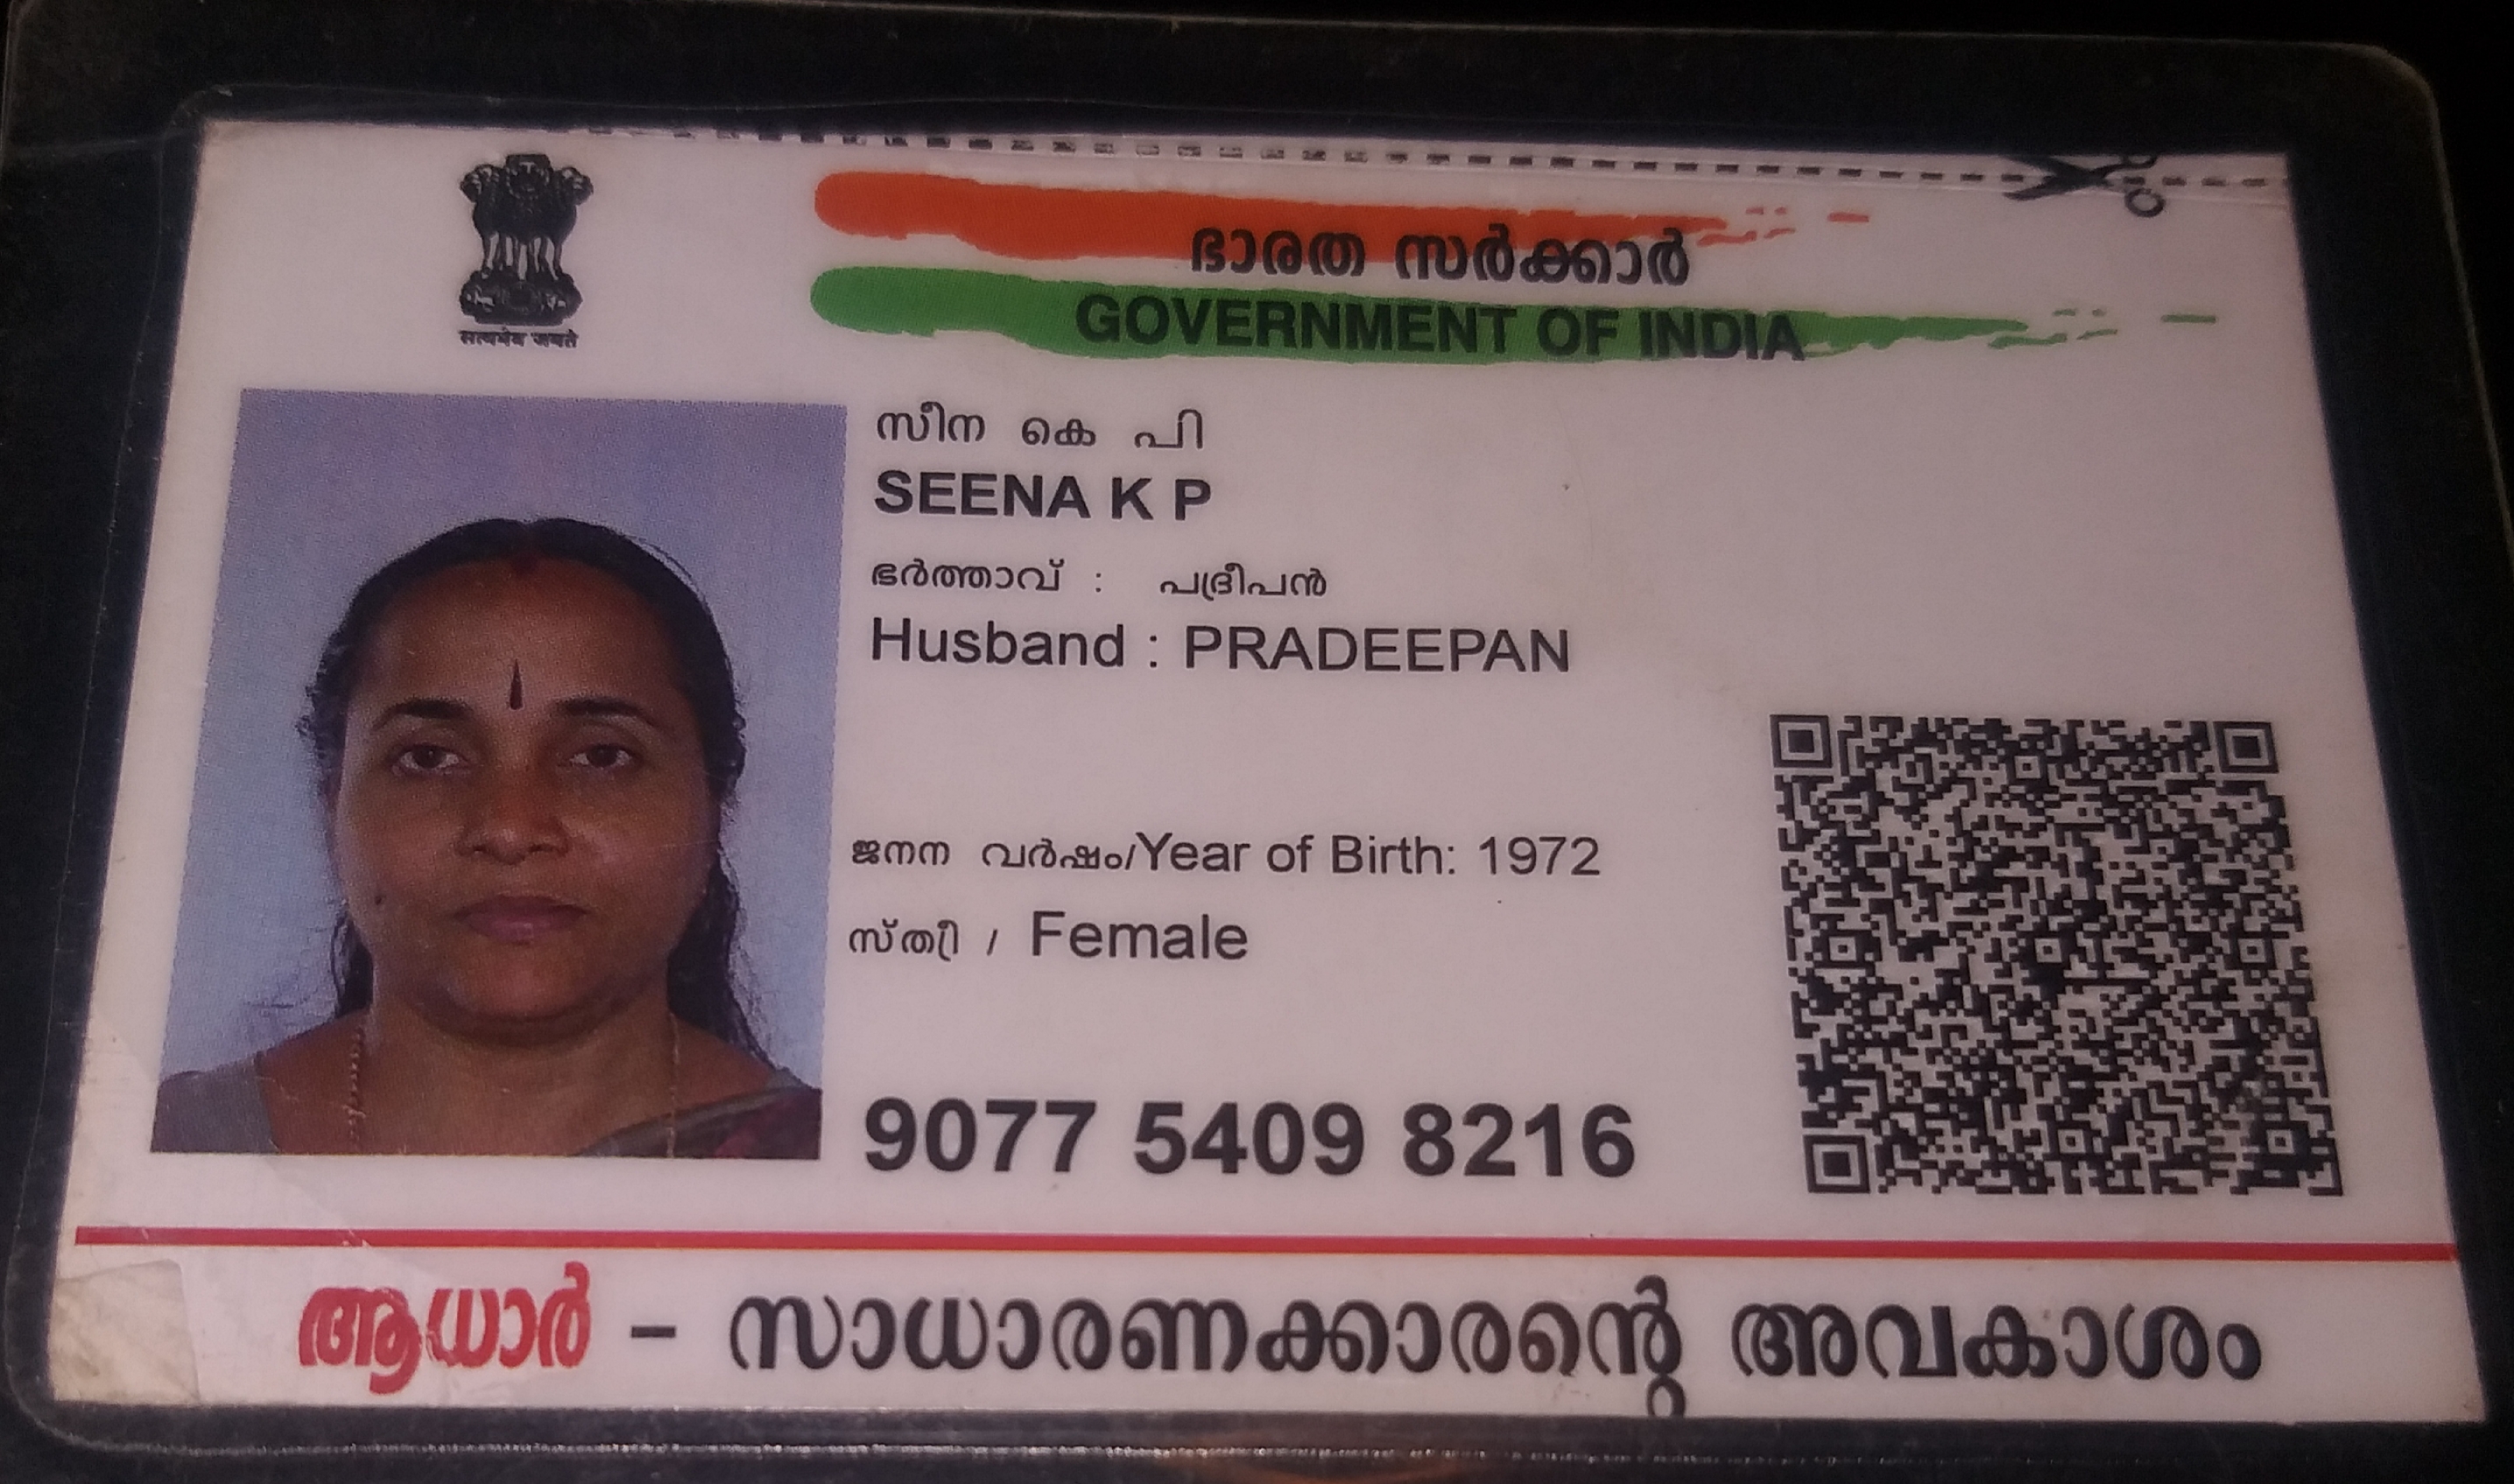 ഭാരത സർക്കാർ
GOVERNMENT OF INDIA
सत्यमेव जयते
സീന കെ പി
SEENA K P
ഭർത്താവ് : പദ്രീപൻ
Husband : PRADEEPAN
ജനന വർഷം/Year of Birth: 1972
സ്ത്രീ / Female
9077 5409 8216
ആധാർ – സാധാരണക്കാരന്റെ അവകാശം